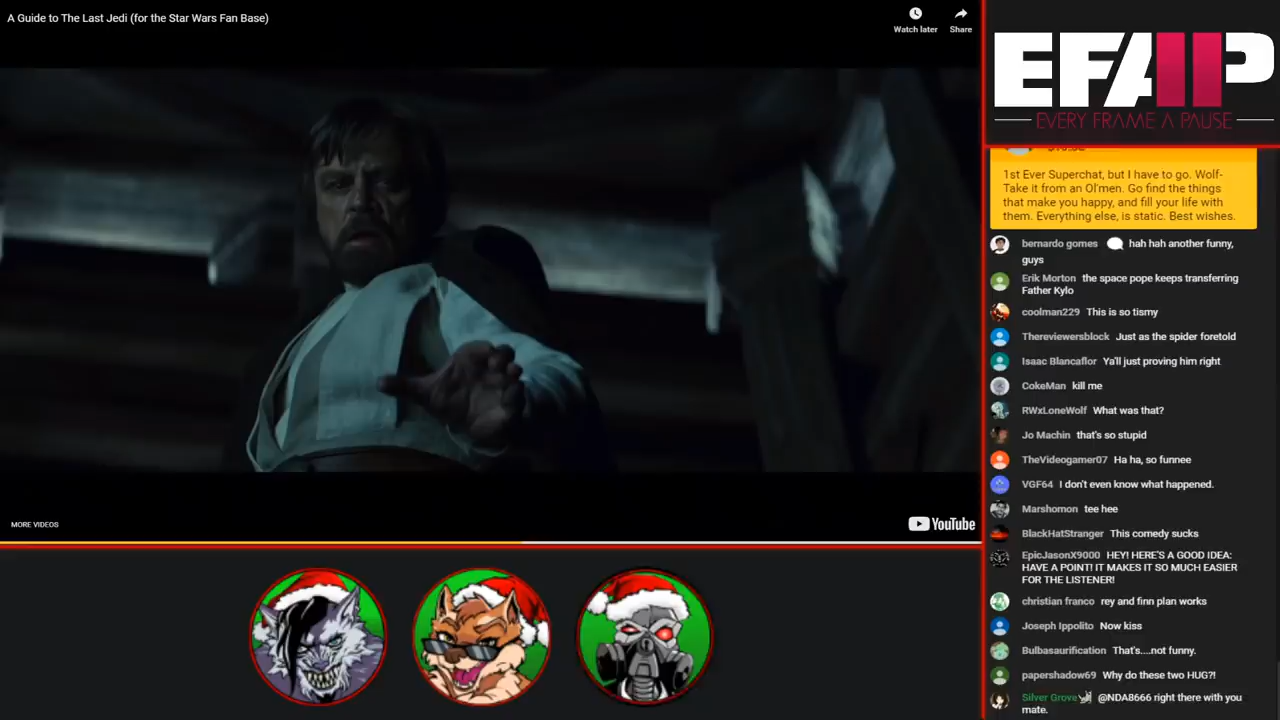 A Guide to The Last Jedi (for the Star Wars Fan Base)
Watch later
Share
MORE VIDEOS
YouTube
EFAP
EVERY FRAME A PAUSE
1st Ever Superchat, but I have to go. Wolf-
Take it from an Ol'men. Go find the things
that make you happy, and fill your life with
them. Everything else, is static. Best wishes.
bernardo gomes hah hah another funny,
guys
Erik Morton the space pope keeps transferring
Father Kylo
coolman229 This is so tismy
Thereviewersblock Just as the spider foretold
Isaac Blancaflor Ya'll just proving him right
CokeMan kill me
RWxLoneWolf What was that?
Jo Machin that's so stupid
TheVideogamer07 Ha ha, so funnee
VGF64 I don't even know what happened.
Marshomon tee hee
BlackHatStranger This comedy sucks
EpicJasonX9000 HEY! HERE'S A GOOD IDEA:
HAVE A POINT! IT MAKES IT SO MUCH EASIER
FOR THE LISTENER!
christian franco rey and finn plan works
Joseph Ippolito Now kiss
Bulbasaurification That's....not funny.
papershadow69 Why do these two HUG?!
Silver Grove @NDA8666 right there with you
mate.